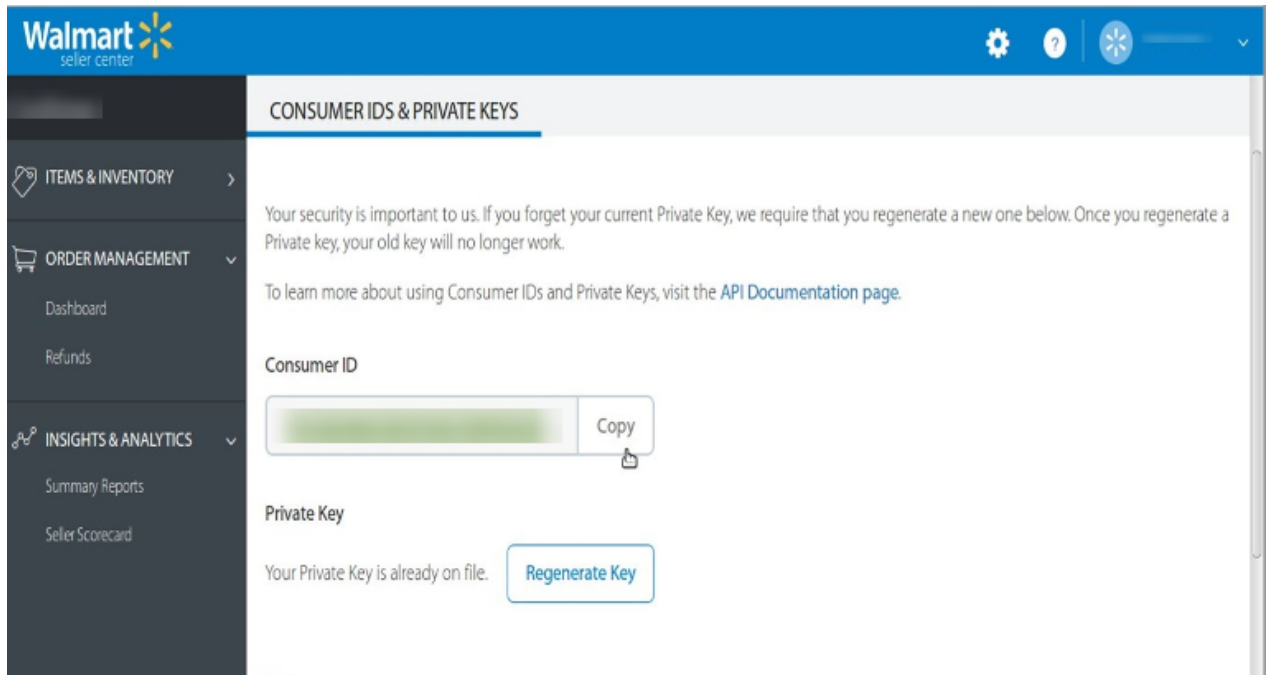 Walmart
seller center
?
CONSUMER IDS & PRIVATE KEYS
ITEMS & INVENTORY
ORDER MANAGEMENT
Dashboard
Refunds
INSIGHTS & ANALYTICS
Summary Reports
Seller Scorecard
Your security is important to us. If you forget your current Private Key, we require that you regenerate a new one below. Once you regenerate a
Private key, your old key will no longer work.
To learn more about using Consumer IDs and Private Keys, visit the API Documentation page.
Consumer ID
Copy
Private Key
Your Private Key is already on file. Regenerate Key